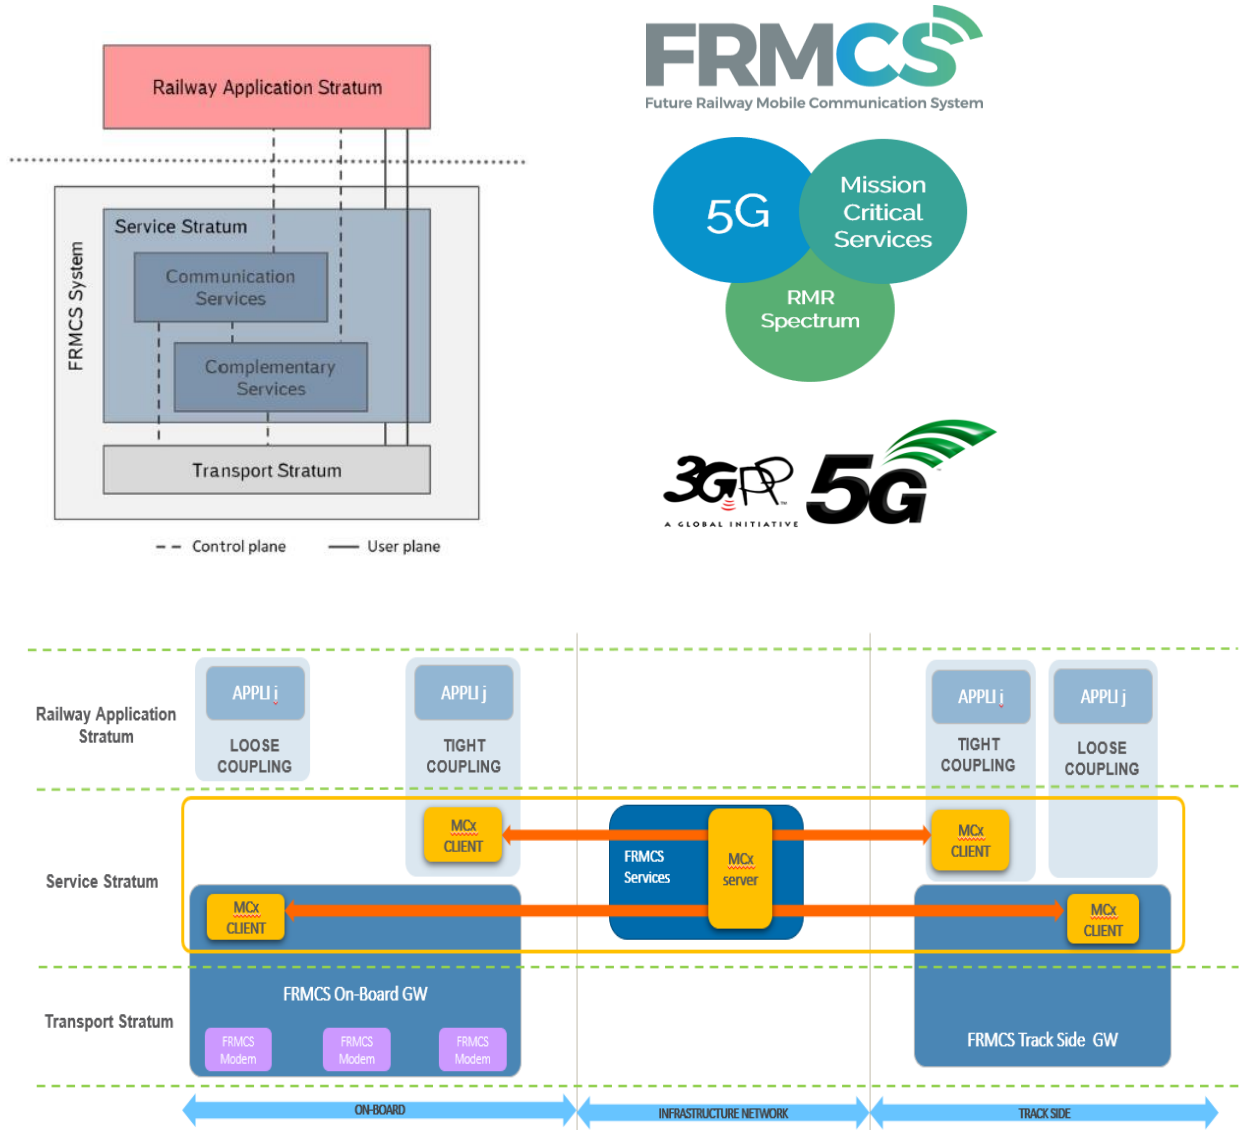 Railway Application Stratum
FRMCS System
Service Stratum
Communication
Services
Complementary
Services
Transport Stratum
Control plane
User plane
FRMCS
Future Railway Mobile Communication System
5G
Mission
Critical
Services
RMR
Spectrum
3GPP™
A GLOBAL INITIATIVE
5G™
Railway Application
Stratum
APPLI i
LOOSE
COUPLING
APPLI j
TIGHT
COUPLING
APPLI i
TIGHT
COUPLING
APPLI j
LOOSE
COUPLING
Service Stratum
MCx
CLIENT
FRMCS
Services
MCx
server
MCx
CLIENT
MCx
CLIENT
MCx
CLIENT
Transport Stratum
FRMCS On-Board GW
FRMCS
Modem
FRMCS
Modem
FRMCS
Modem
FRMCS Track Side GW
ON-BOARD
INFRASTRUCTURE NETWORK
TRACK SIDE